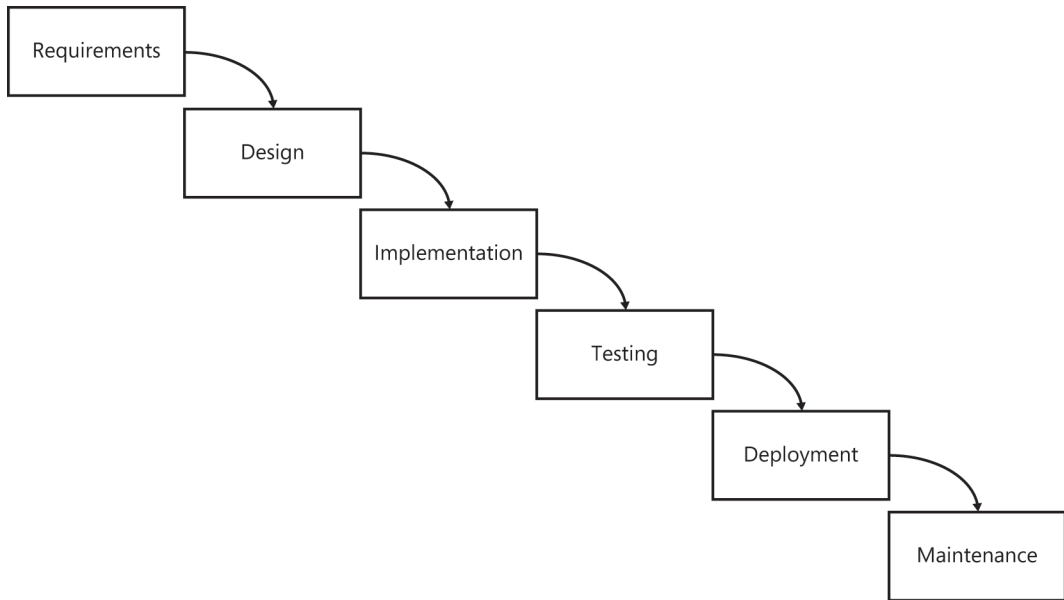 Requirements
Design
Implementation
Testing
Deployment
Maintenance